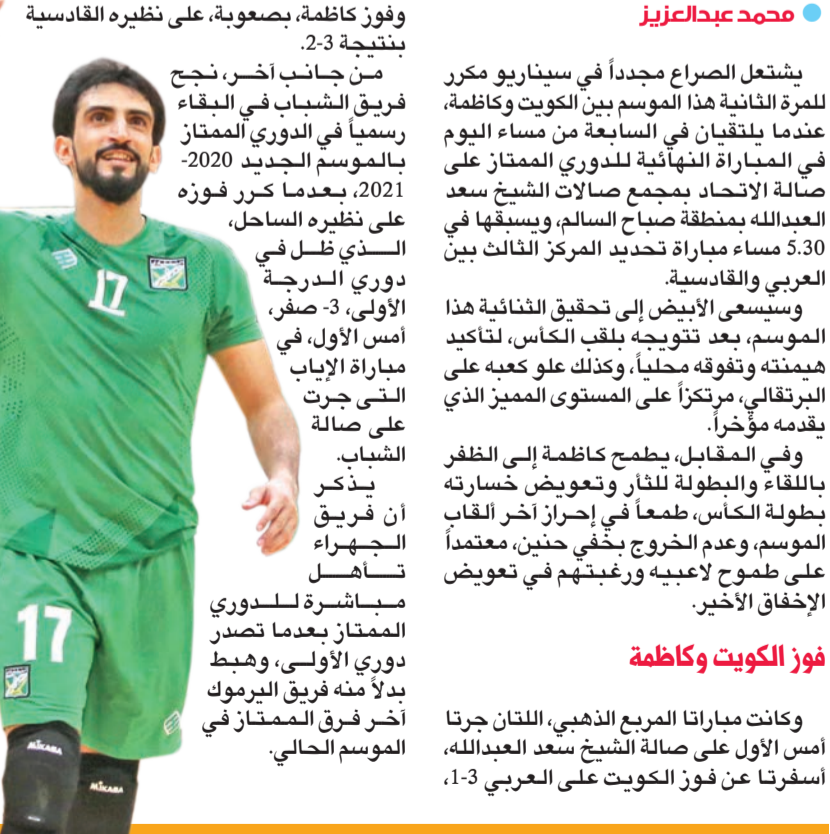 محمد عبدالعزيز
يشتعل الصراع مجدداً في سيناريو مكرر
للمرة الثانية هذا الموسم بين الكويت وكاظمة،
عندما يلتقيان في السابعة من مساء اليوم
في المباراة النهائية للدوري الممتاز على
صالة الاتحاد بمجمع صالات الشيخ سعد
العبدالله بمنطقة صباح السالم، ويسبقها في
5.30 مساء مباراة تحديد المركز الثالث بين
العربي والقادسية.
وسيسعى الأبيض إلى تحقيق الثنائية هذا
الموسم، بعد تتويجه بلقب الكأس، لتأكيد
هيمنته وتفوقه محلياً، وكذلك علو كعبه على
البرتقالي، مرتكزاً على المستوى المميز الذي
يقدمه مؤخراً.
وفي المقابل، يطمح كاظمة إلى الظفر
باللقاء والبطولة للثأر وتعويض خسارته
بطولة الكأس، طمعاً في إحراز آخر ألقاب
الموسم، وعدم الخروج بخفي حنين، معتمداً
على طموح لاعبيه ورغبتهم في تعويض
الإخفاق الأخير.
فوز الكويت وكاظمة
وكانت مباراتا المربع الذهبي، اللتان جرتا
أمس الأول على صالة الشيخ سعد العبدالله،
أسفرتا عن فوز الكويت على العربي 3-1،
وفوز كاظمة، بصعوبة، على نظيره القادسية
بنتيجة 3-2.
من جانب آخر، نجح
فريق الشباب في البقاء
رسمياً في الدوري الممتاز
بالموسم الجديد 2020-
2021، بعدما كرر فوزه
على نظيره الساحل،
الذي ظل في
دوري الدرجة
الأولى، 3- صفر،
أمس الأول، في
مباراة الإياب
التي جرت
على صالة
الشباب.
يذكر
أن فريق
الجهراء
تأهل
مباشرة للدوري
الممتاز بعدما تصدر
دوري الأولى، وهبط
بدلاً منه فريق اليرموك
آخر فرق الممتاز في
الموسم الحالي.
17
17
MIKASA
MIKASA